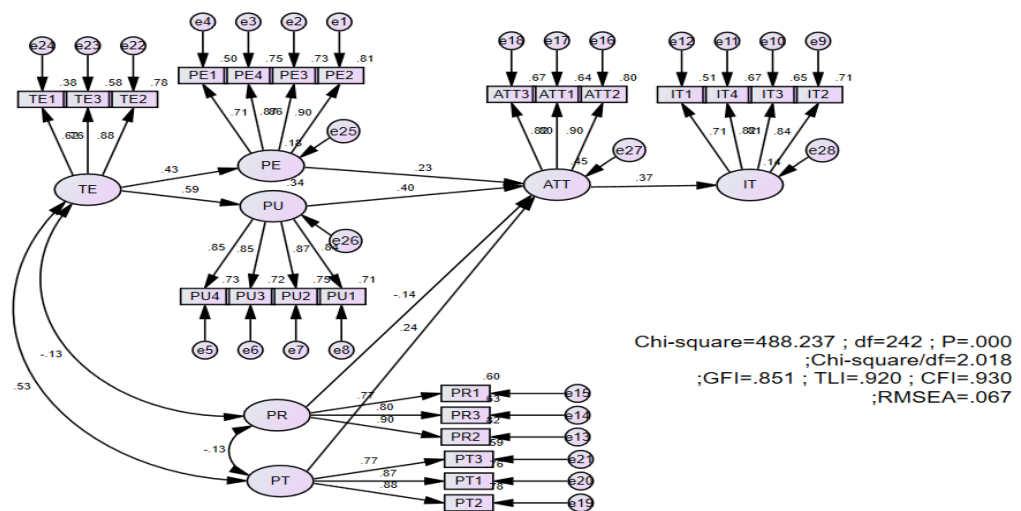 e24 e23 e22
.38 .58 .78
TE1 TE3 TE2
.76 .88
TE
e4 e3 e2 e1
.50 .75 .73 .81
PE1 PE4 PE3 PE2
.71 .86 .90
e25
.18
PE
.43
.59
.34
PU
e26
.85 .85 .87
.73 .72 .75 .71
PU4 PU3 PU2 PU1
e5 e6 e7 e8
e18 e17 e16
.67 .64 .80
ATT3 ATT1 ATT2
.90
e27
.45
ATT
.23
.40
.37
e12 e11 e10 e9
.51 .67 .65 .71
IT1 IT4 IT3 IT2
.71 .84
e28
.14
IT
-.14
.24
-.13
.53
-.13
PR
PT
.60
.77 PR1 e15
.80 PR3 e14
.90 PR2 e13
.77 PT3 e21
.87 PT1 e20
.78
.88 PT2 e19
Chi-square=488.237 ; df=242 ; P=.000
;Chi-square/df=2.018
;GFI=.851 ; TLI=.920 ; CFI=.930
;RMSEA=.067